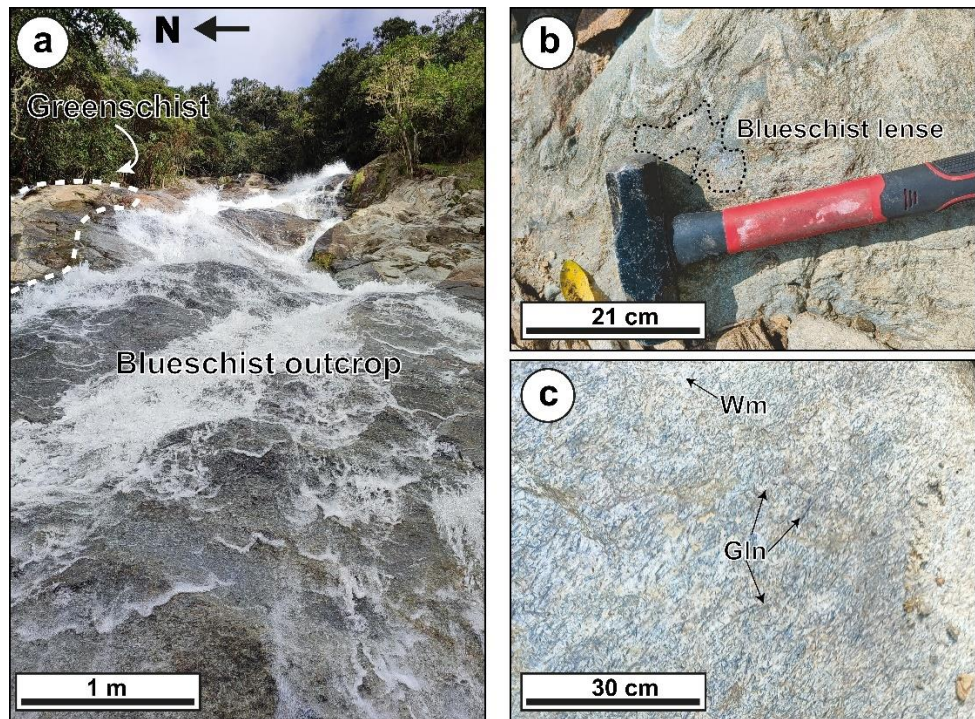 a
N
Greenschist
Blueschist outcrop
1 m
b
Blueschist lense
21 cm
c
Wm
Gln
30 cm